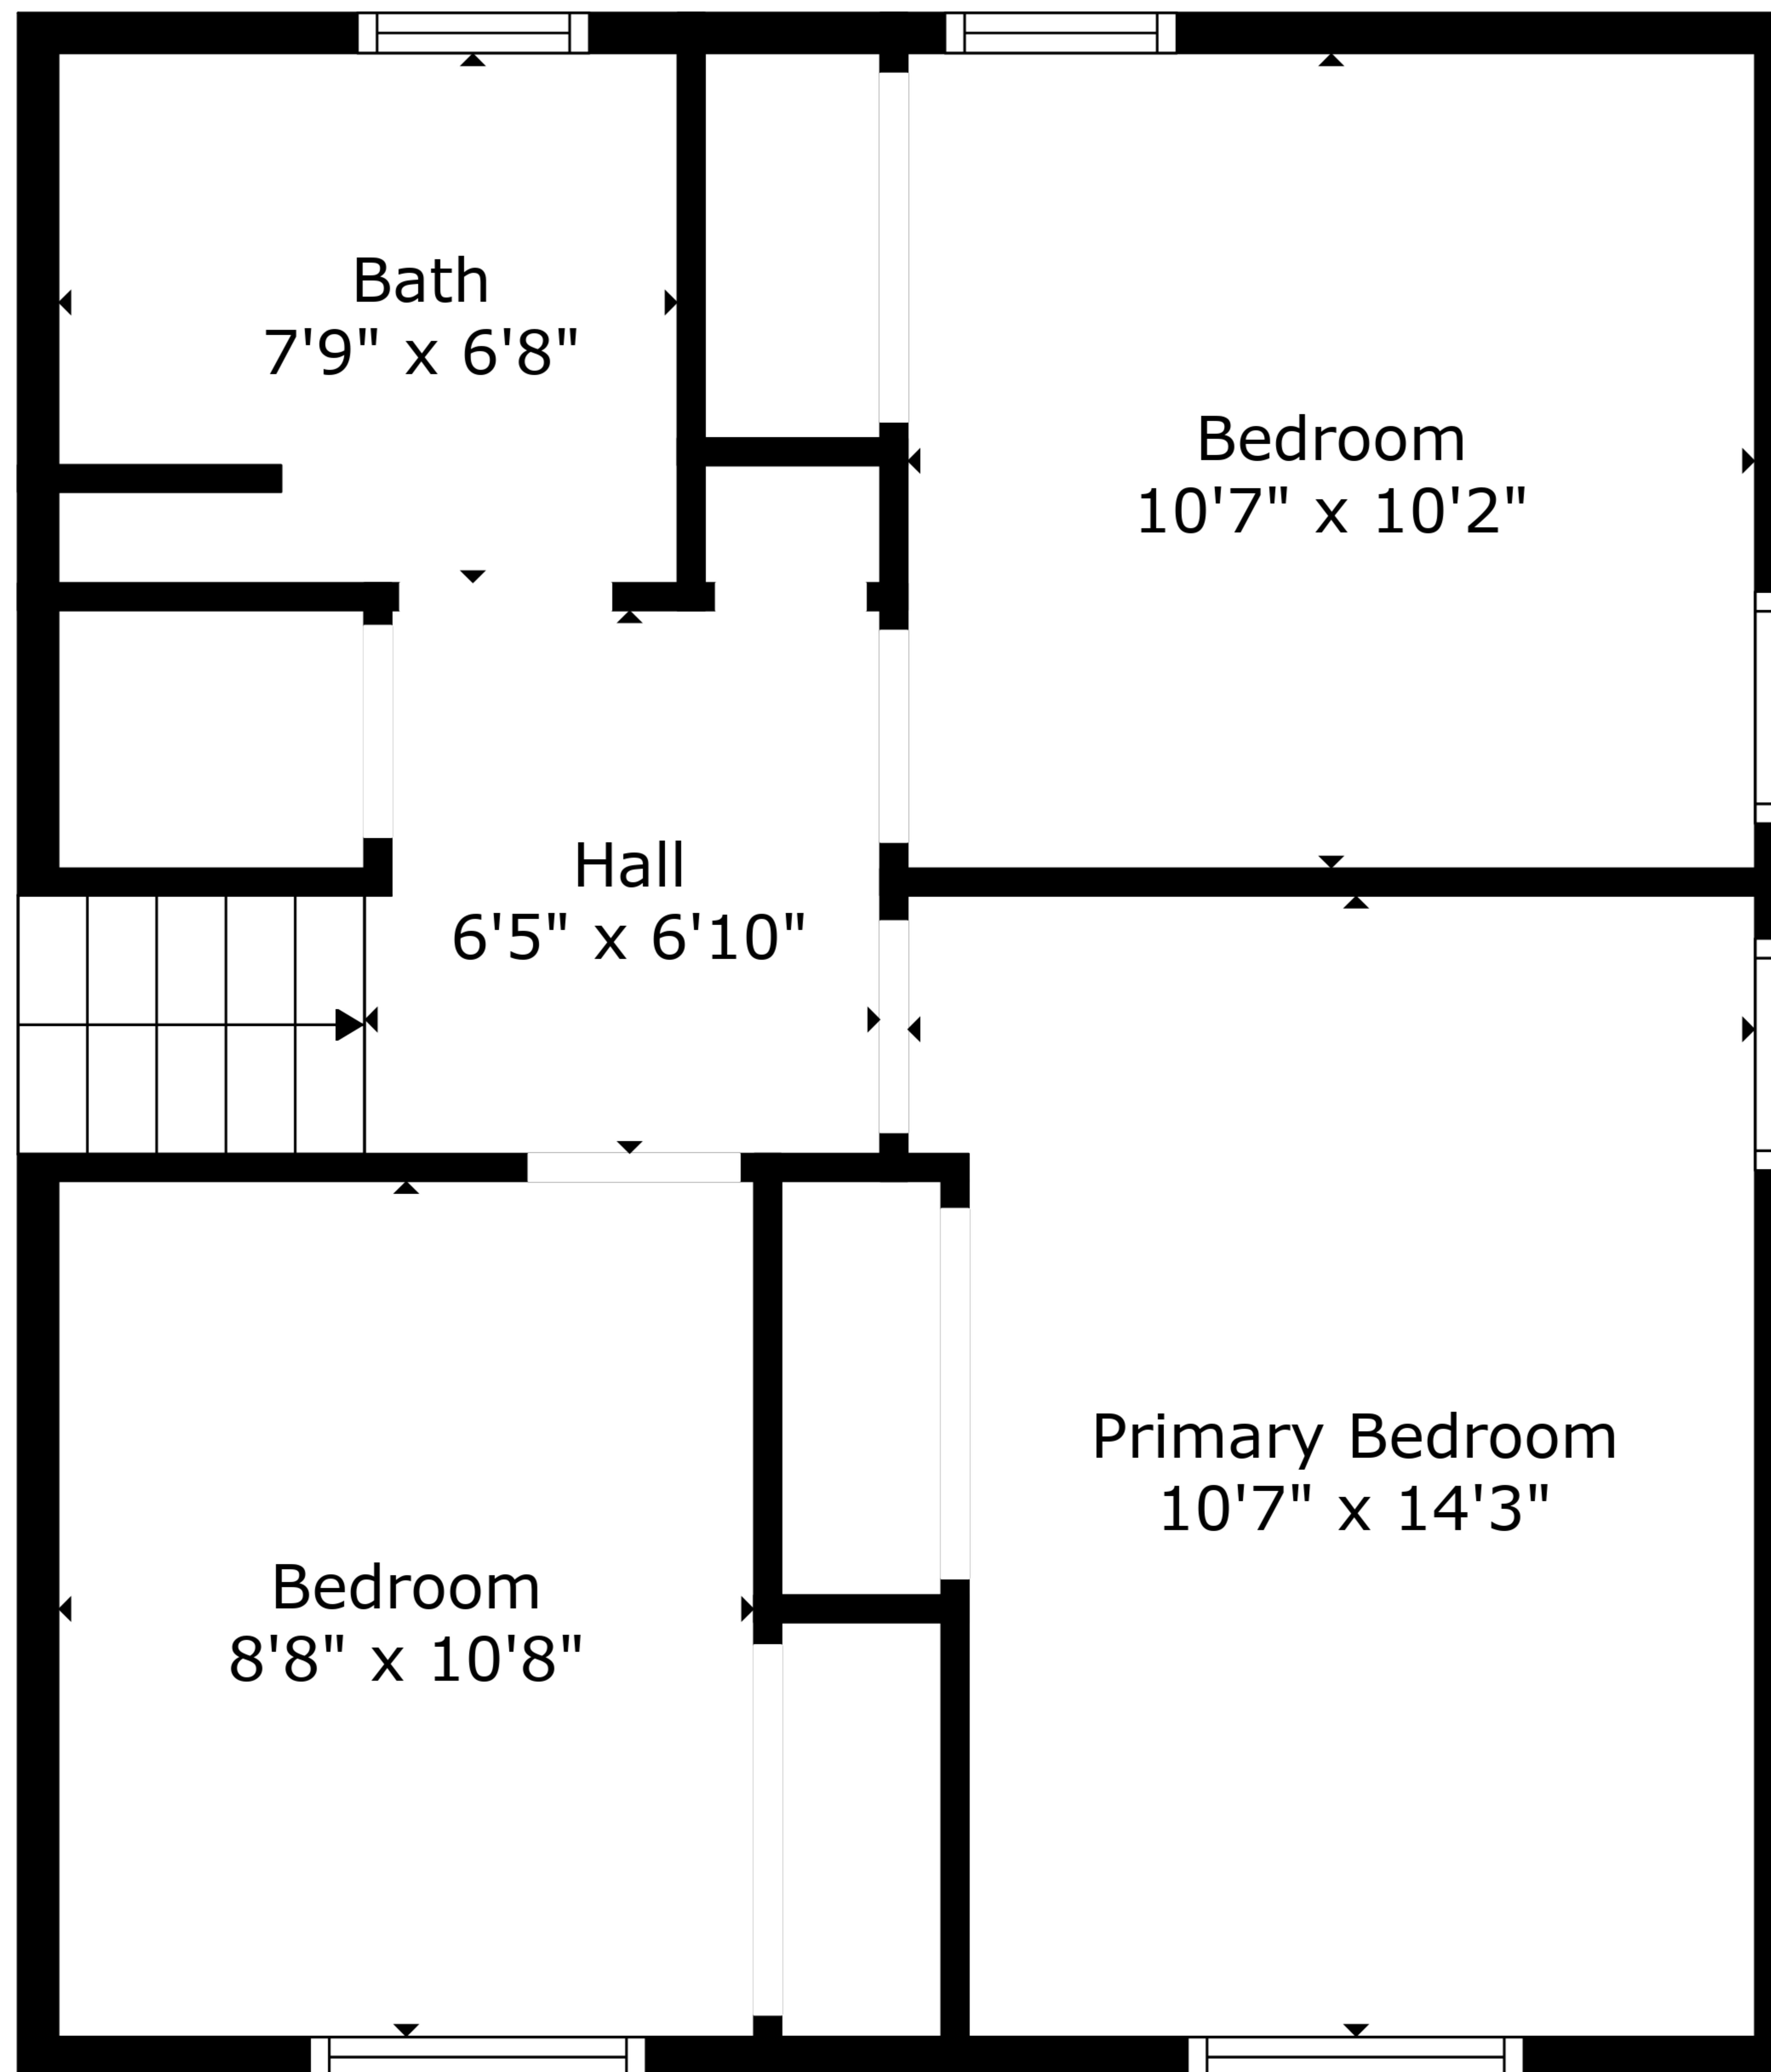 Bath
7'9" x 6'8"
Bedroom
10'7" x 10'2"
Hall
6'5" x 6'10"
Primary Bedroom
10'7" x 14'3"
Bedroom
8'8" x 10'8"